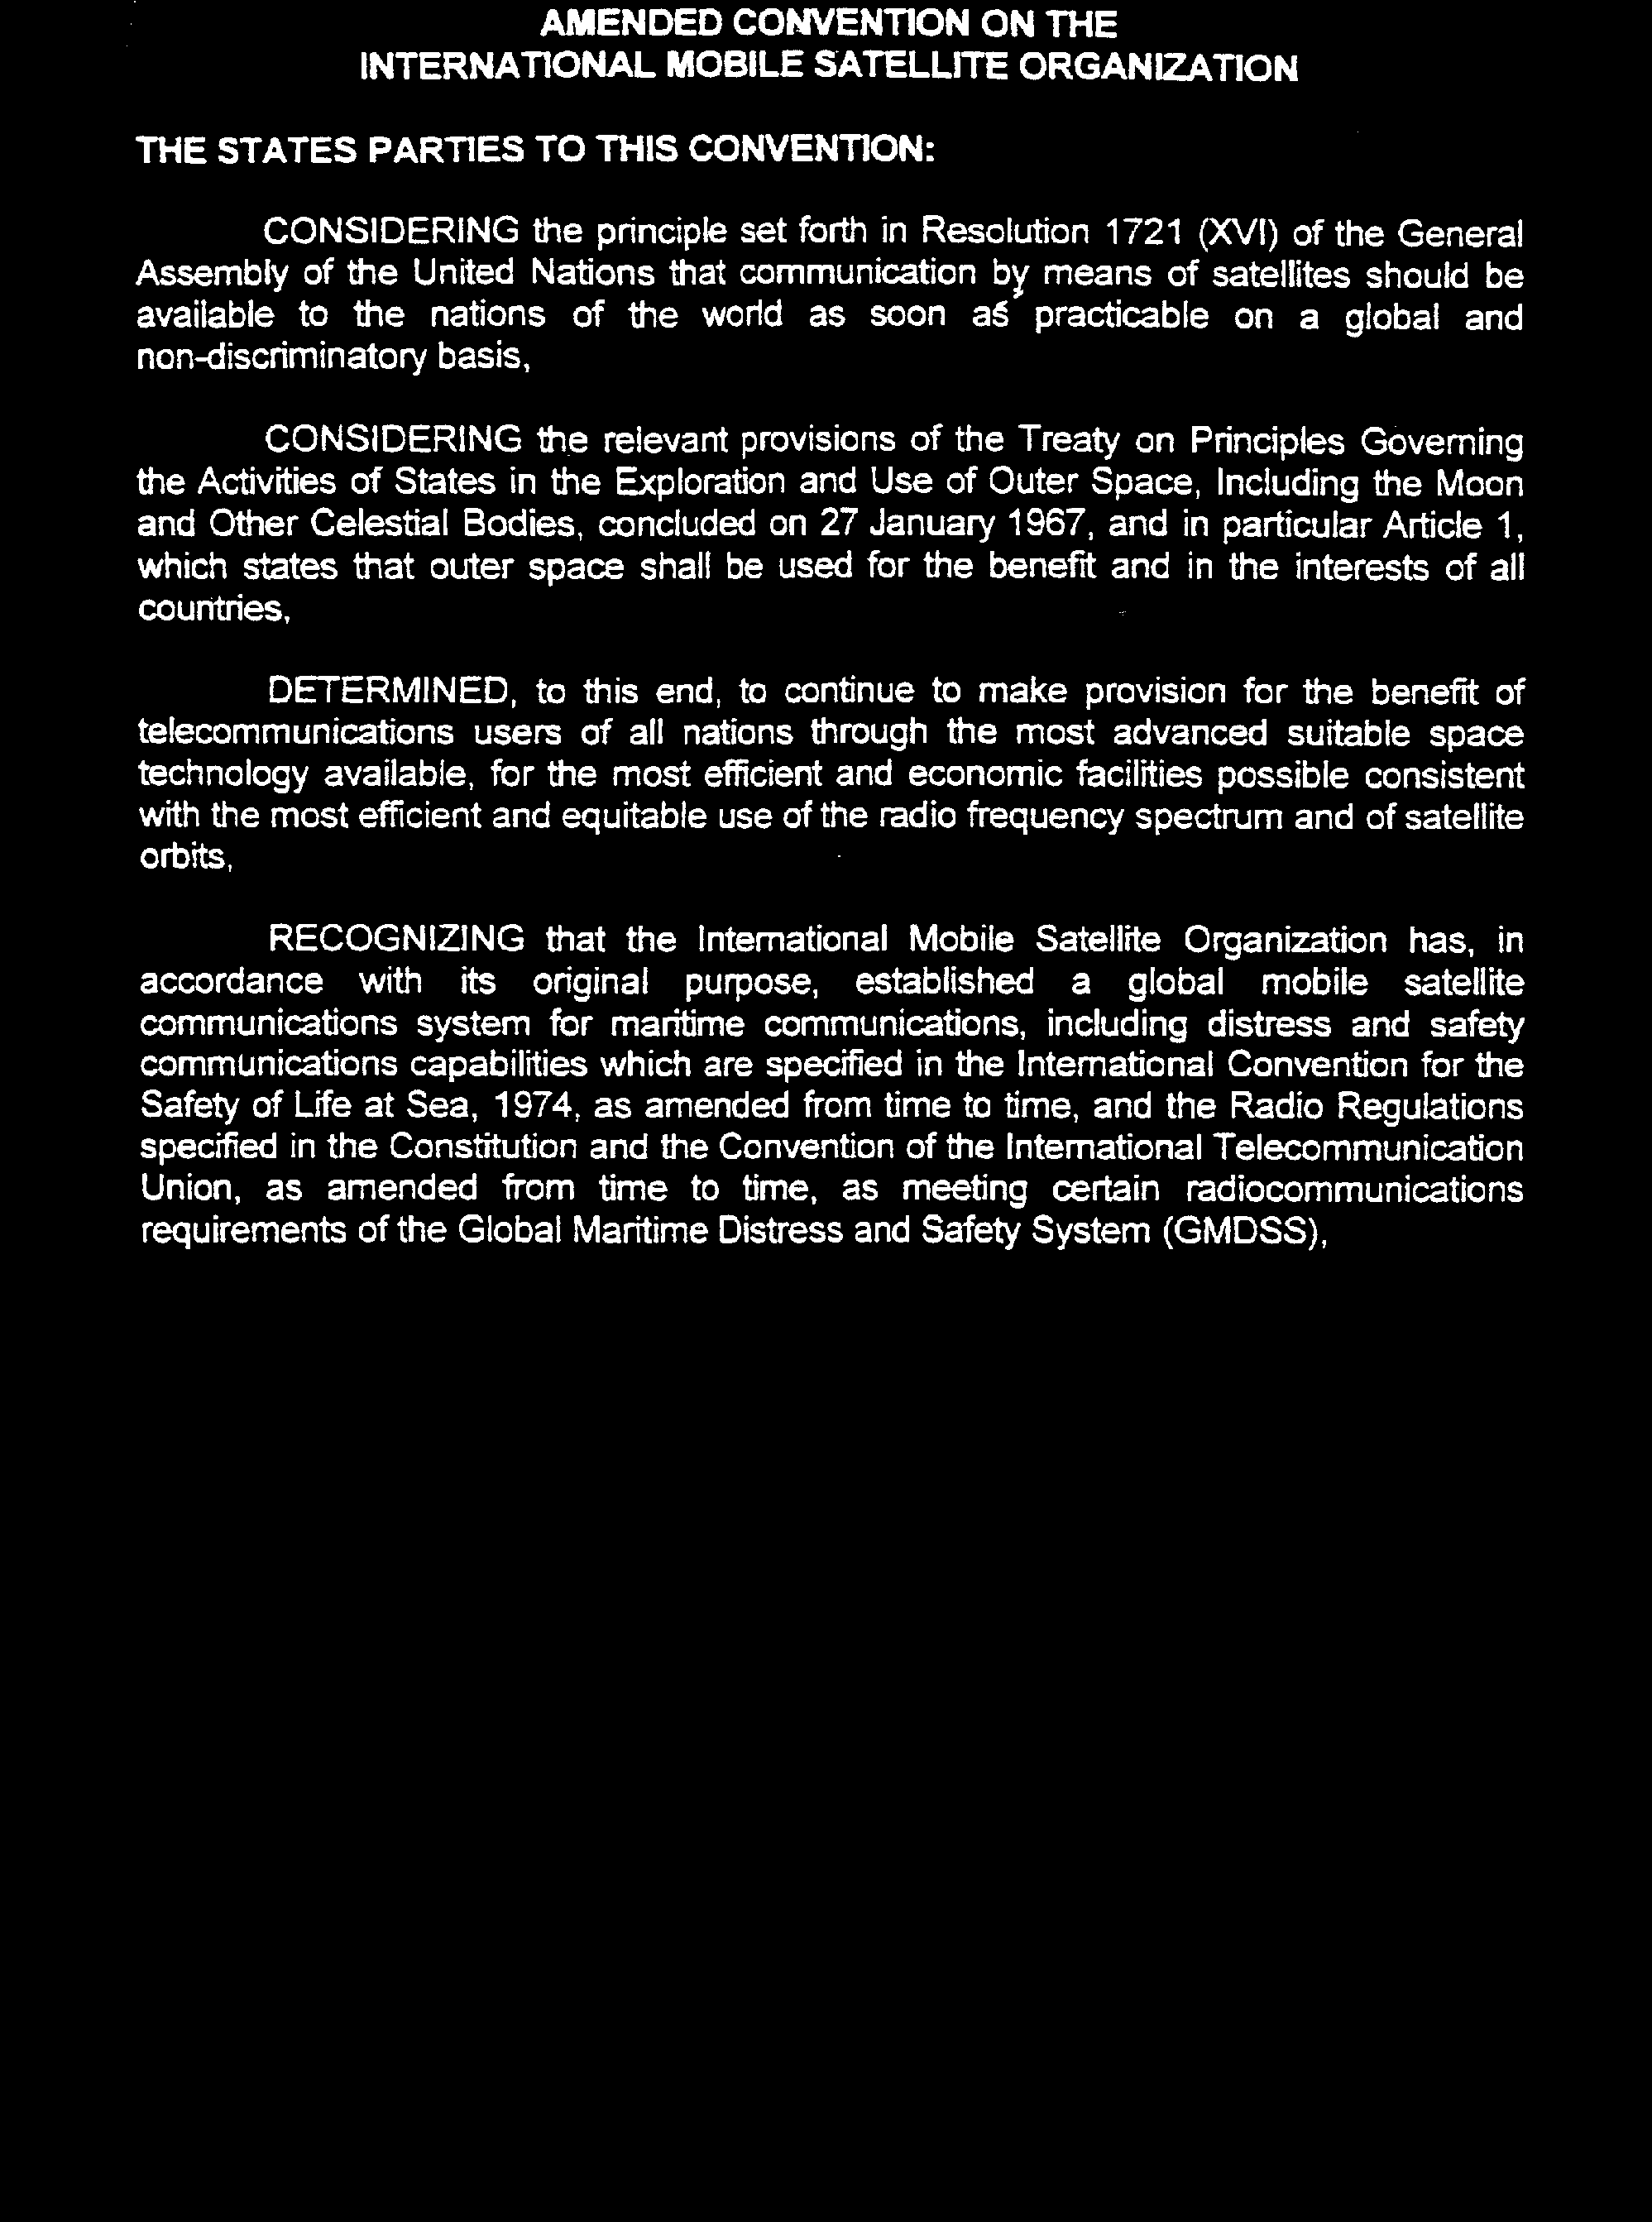 AMENDED CONVENTION ON THE
INTERNATIONAL MOBILE SATELLITE ORGANIZATION
THE STATES PARTIES TO THIS CONVENTION:
CONSIDERING the principle set forth in Resolution 1721 (XVI) of the General
Assembly of the United Nations that communication by means of satellites should be
available to the nations of the world as soon as practicable on a global and
non-discriminatory basis,
CONSIDERING the relevant provisions of the Treaty on Principles Governing
the Activities of States in the Exploration and Use of Outer Space, Including the Moon
and Other Celestial Bodies, concluded on 27 January 1967, and in particular Article 1,
which states that outer space shall be used for the benefit and in the interests of all
countries,
DETERMINED, to this end, to continue to make provision for the benefit of
telecommunications users of all nations through the most advanced suitable space
technology available, for the most efficient and economic facilities possible consistent
with the most efficient and equitable use of the radio frequency spectrum and of satellite
orbits,
RECOGNIZING that the International Mobile Satellite Organization has, in
accordance with its original purpose, established a global mobile satellite
communications system for maritime communications, including distress and safety
communications capabilities which are specified in the International Convention for the
Safety of Life at Sea, 1974, as amended from time to time, and the Radio Regulations
specified in the Constitution and the Convention of the International Telecommunication
Union, as amended from time to time, as meeting certain radiocommunications
requirements of the Global Maritime Distress and Safety System (GMDSS),